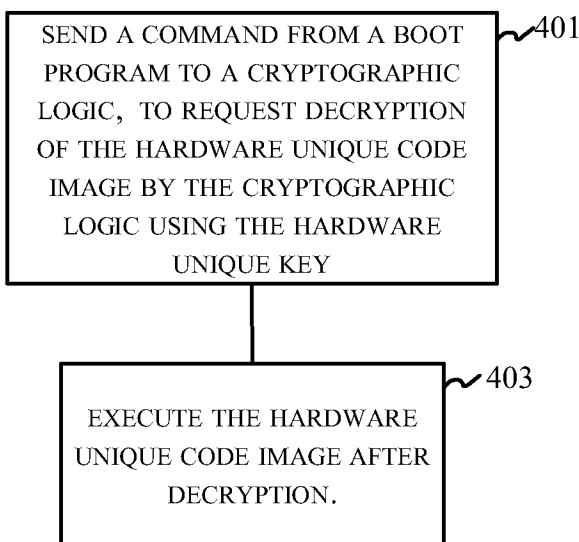 SEND A COMMAND FROM A BOOT
PROGRAM TO A CRYPTOGRAPHIC
LOGIC, TO REQUEST DECRYPTION
OF THE HARDWARE UNIQUE CODE
IMAGE BY THE CRYPTOGRAPHIC
LOGIC USING THE HARDWARE
UNIQUE KEY
401
EXECUTE THE HARDWARE
UNIQUE CODE IMAGE AFTER
DECRYPTION.
403